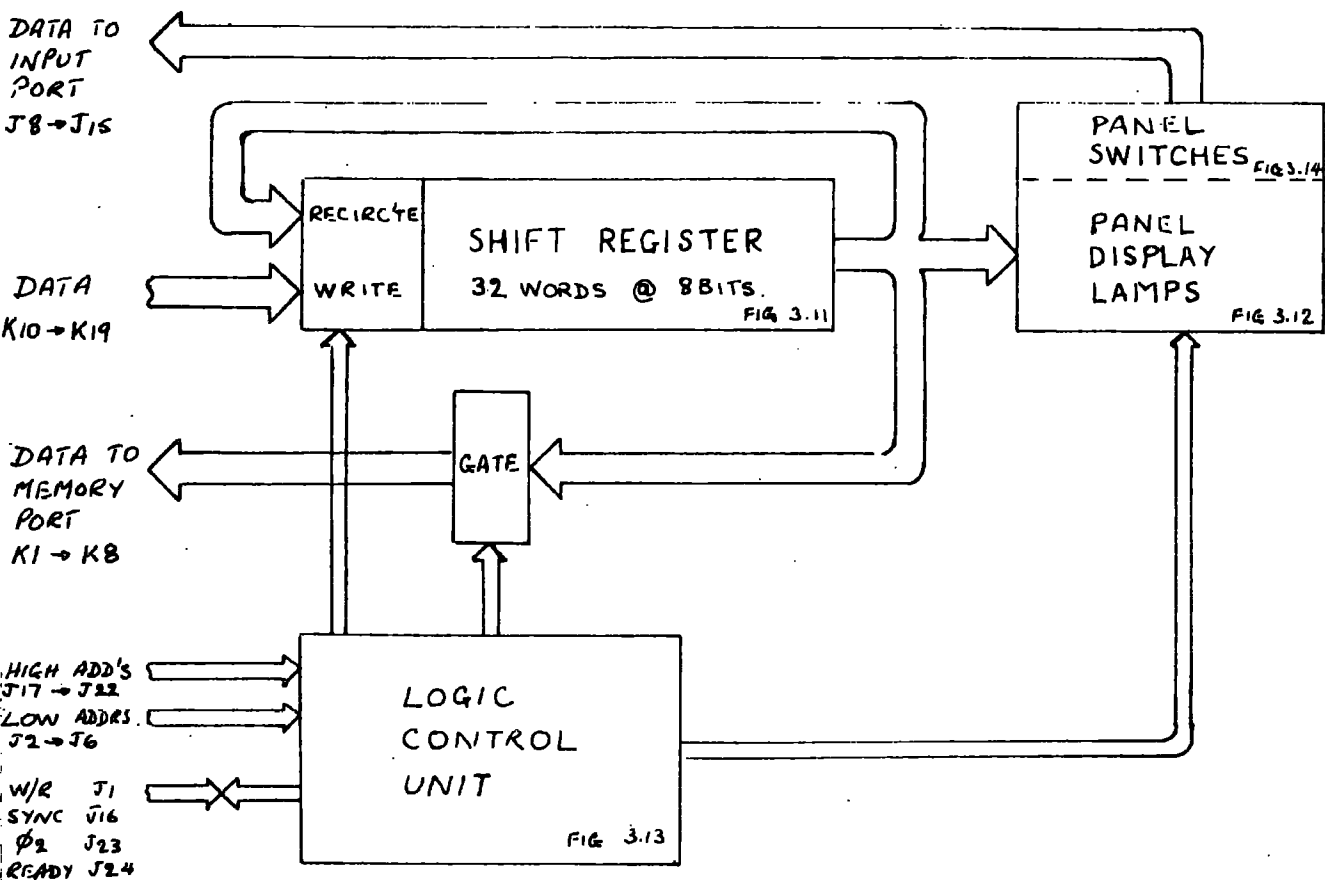 DATA TO
INPUT
PORT
J8→J15
PANEL
SWITCHES FIG 3.14
PANEL
DISPLAY
LAMPS
FIG 3.12
RECIRC'TE
WRITE
SHIFT REGISTER
32 WORDS @ 8BITS.
FIG 3.11
DATA
K10→K19
GATE
DATA TO
MEMORY
PORT
K1→K8
HIGH ADD'S
J17→J22
LOW ADDRS.
J2→J6
W/R J1
SYNC J16
φ2 J23
READY J24
LOGIC
CONTROL
UNIT
FIG 3.13